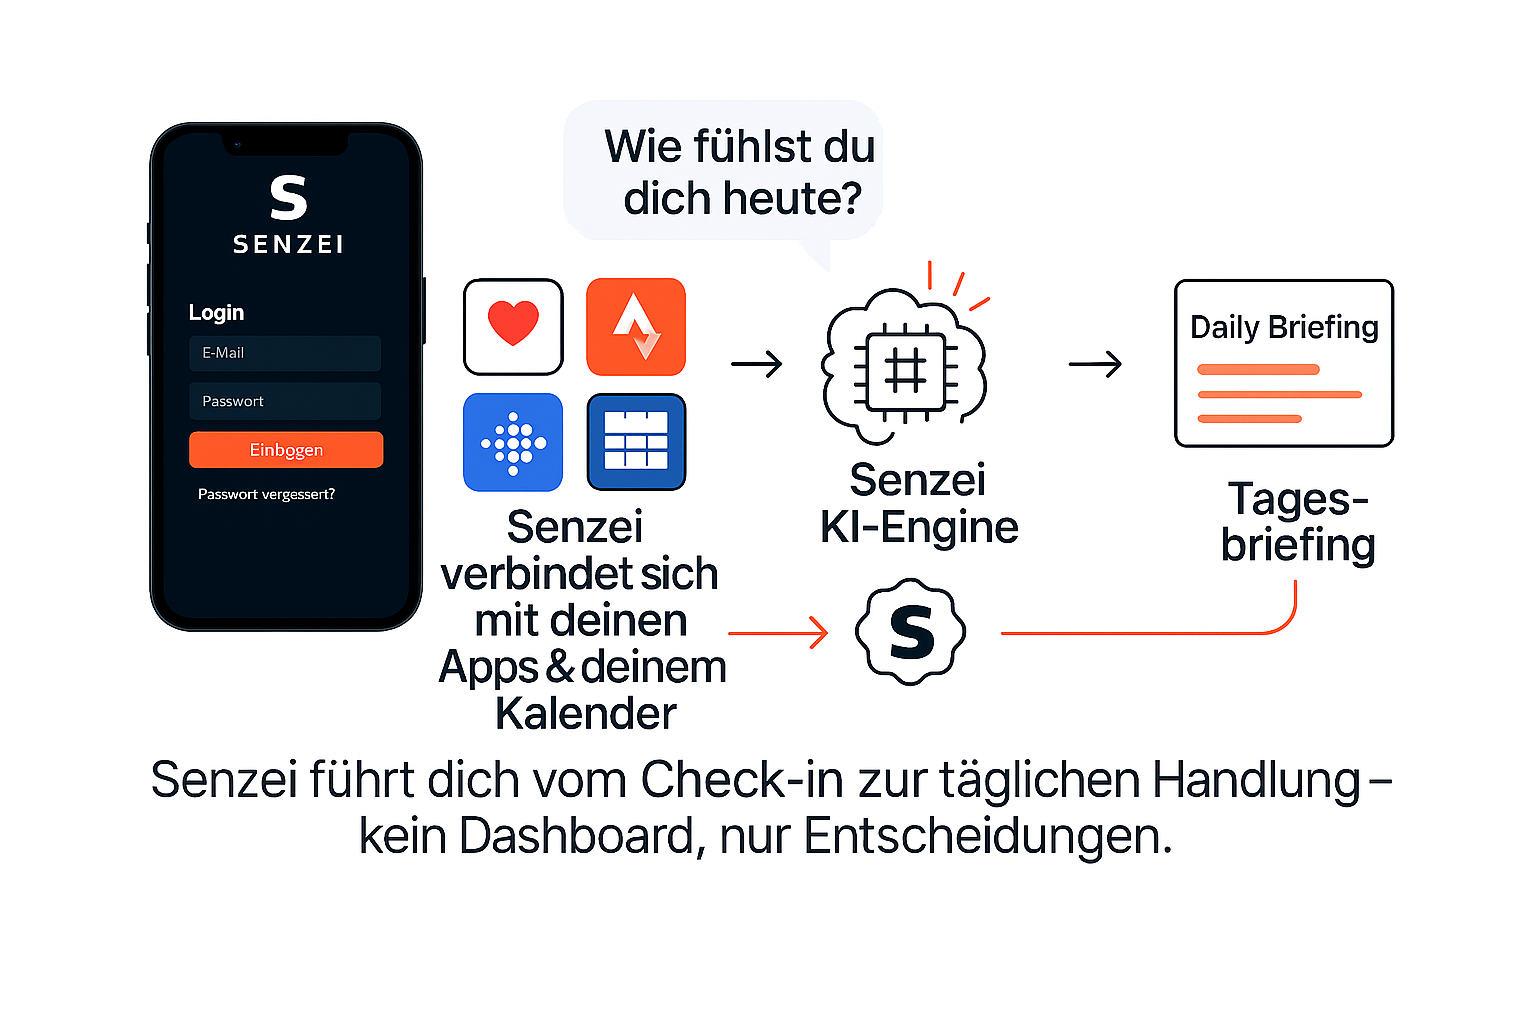 S
SENZEI
Login
E-Mail
Passwort
Einbogen
Passwort vergessert?
Wie fühlst du
dich heute?
Senzei
verbindet sich
mit deinen
Apps & deinem
Kalender
Senzei
KI-Engine
S
Daily Briefing
Tages-
briefing
Senzei führt dich vom Check-in zur täglichen Handlung –
kein Dashboard, nur Entscheidungen.